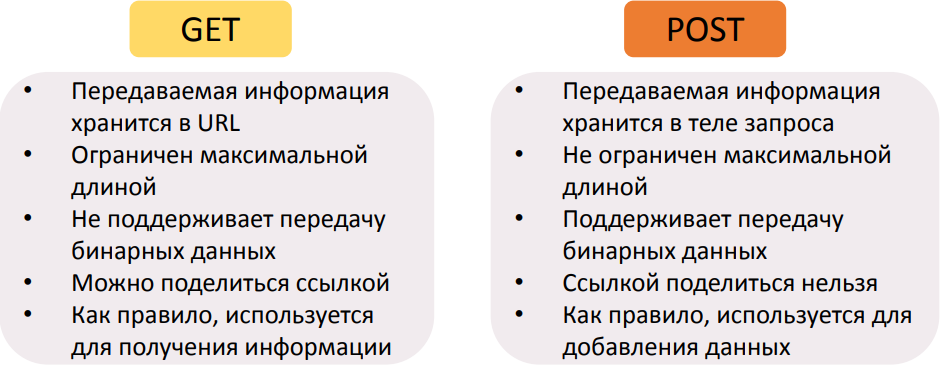 GET
• Передаваемая информация
хранится в URL
• Ограничен максимальной
длиной
• Не поддерживает передачу
бинарных данных
• Можно поделиться ссылкой
• Как правило, используется
для получения информации
POST
• Передаваемая информация
хранится в теле запроса
• Не ограничен максимальной
длиной
• Поддерживает передачу
бинарных данных
• Ссылкой поделиться нельзя
• Как правило, используется для
добавления данных